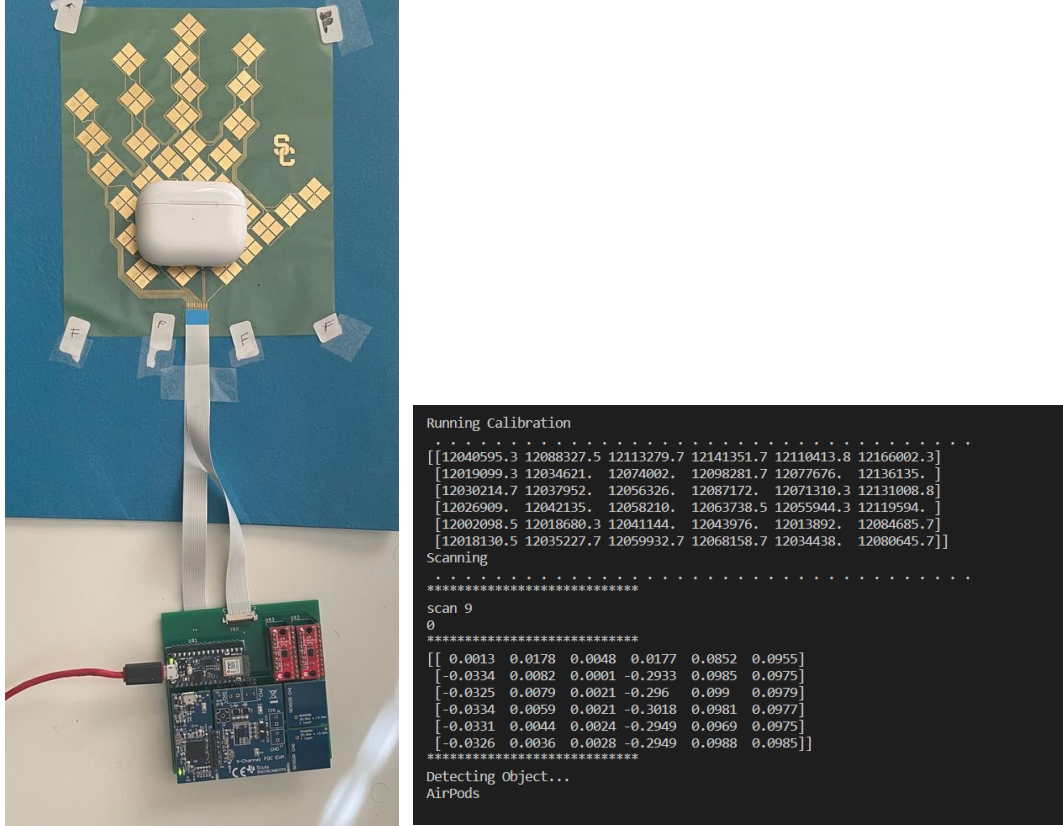 SC
F
F
F
F
4-Channel FDC EVM
TEXAS INSTRUMENTS
Running Calibration
. . . . . . . . . . . . . . . . . . . . . . . . . . . . . . . . . . . .
[[12040595.3 12088327.5 12113279.7 12141351.7 12110413.8 12166002.3]
[12019099.3 12034621. 12074002. 12098281.7 12077676. 12136135. ]
[12030214.7 12037952. 12056326. 12087172. 12071310.3 12131008.8]
[12026909. 12042135. 12058210. 12063738.5 12055944.3 12119594. ]
[12002098.5 12018680.3 12041144. 12043976. 12013892. 12084685.7]
[12018130.5 12035227.7 12059932.7 12068158.7 12034438. 12080645.7]]
Scanning
. . . . . . . . . . . . . . . . . . . . . . . . . . . . . . . . . . . .
****************************
scan 9
0
****************************
[[ 0.0013 0.0178 0.0048 0.0177 0.0852 0.0955]
[-0.0334 0.0082 0.0001 -0.2933 0.0985 0.0975]
[-0.0325 0.0079 0.0021 -0.296 0.099 0.0979]
[-0.0334 0.0059 0.0021 -0.3018 0.0981 0.0977]
[-0.0331 0.0044 0.0024 -0.2949 0.0969 0.0975]
[-0.0326 0.0036 0.0028 -0.2949 0.0988 0.0985]]
****************************
Detecting Object...
AirPods